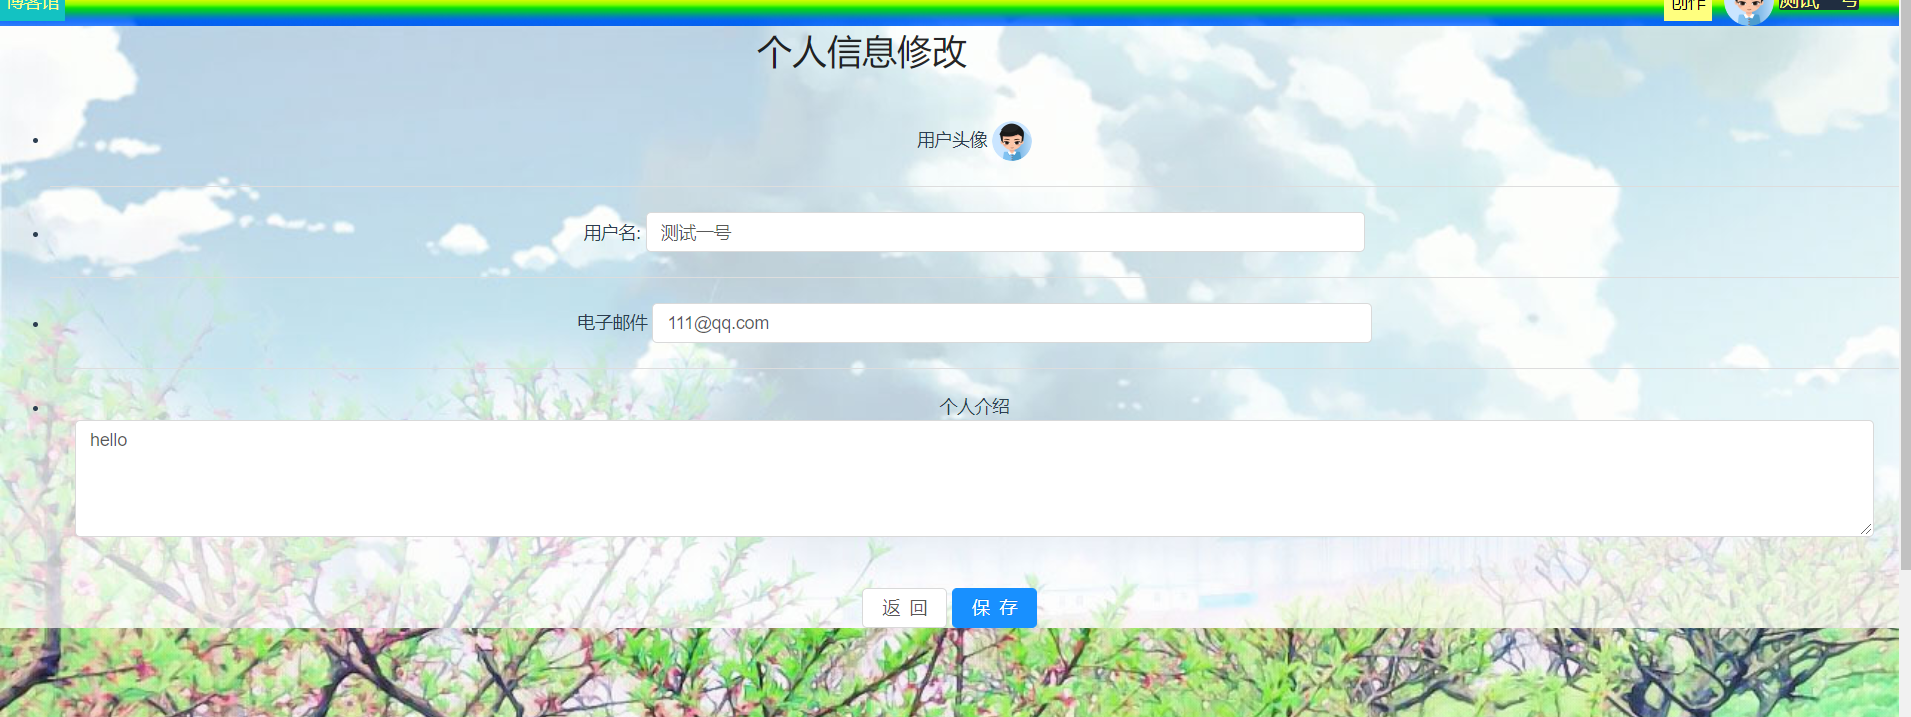 博客馆
创作
测试一号
个人信息修改
用户头像
用户名: 测试一号
电子邮件 111@qq.com
个人介绍
hello
返 回 保 存